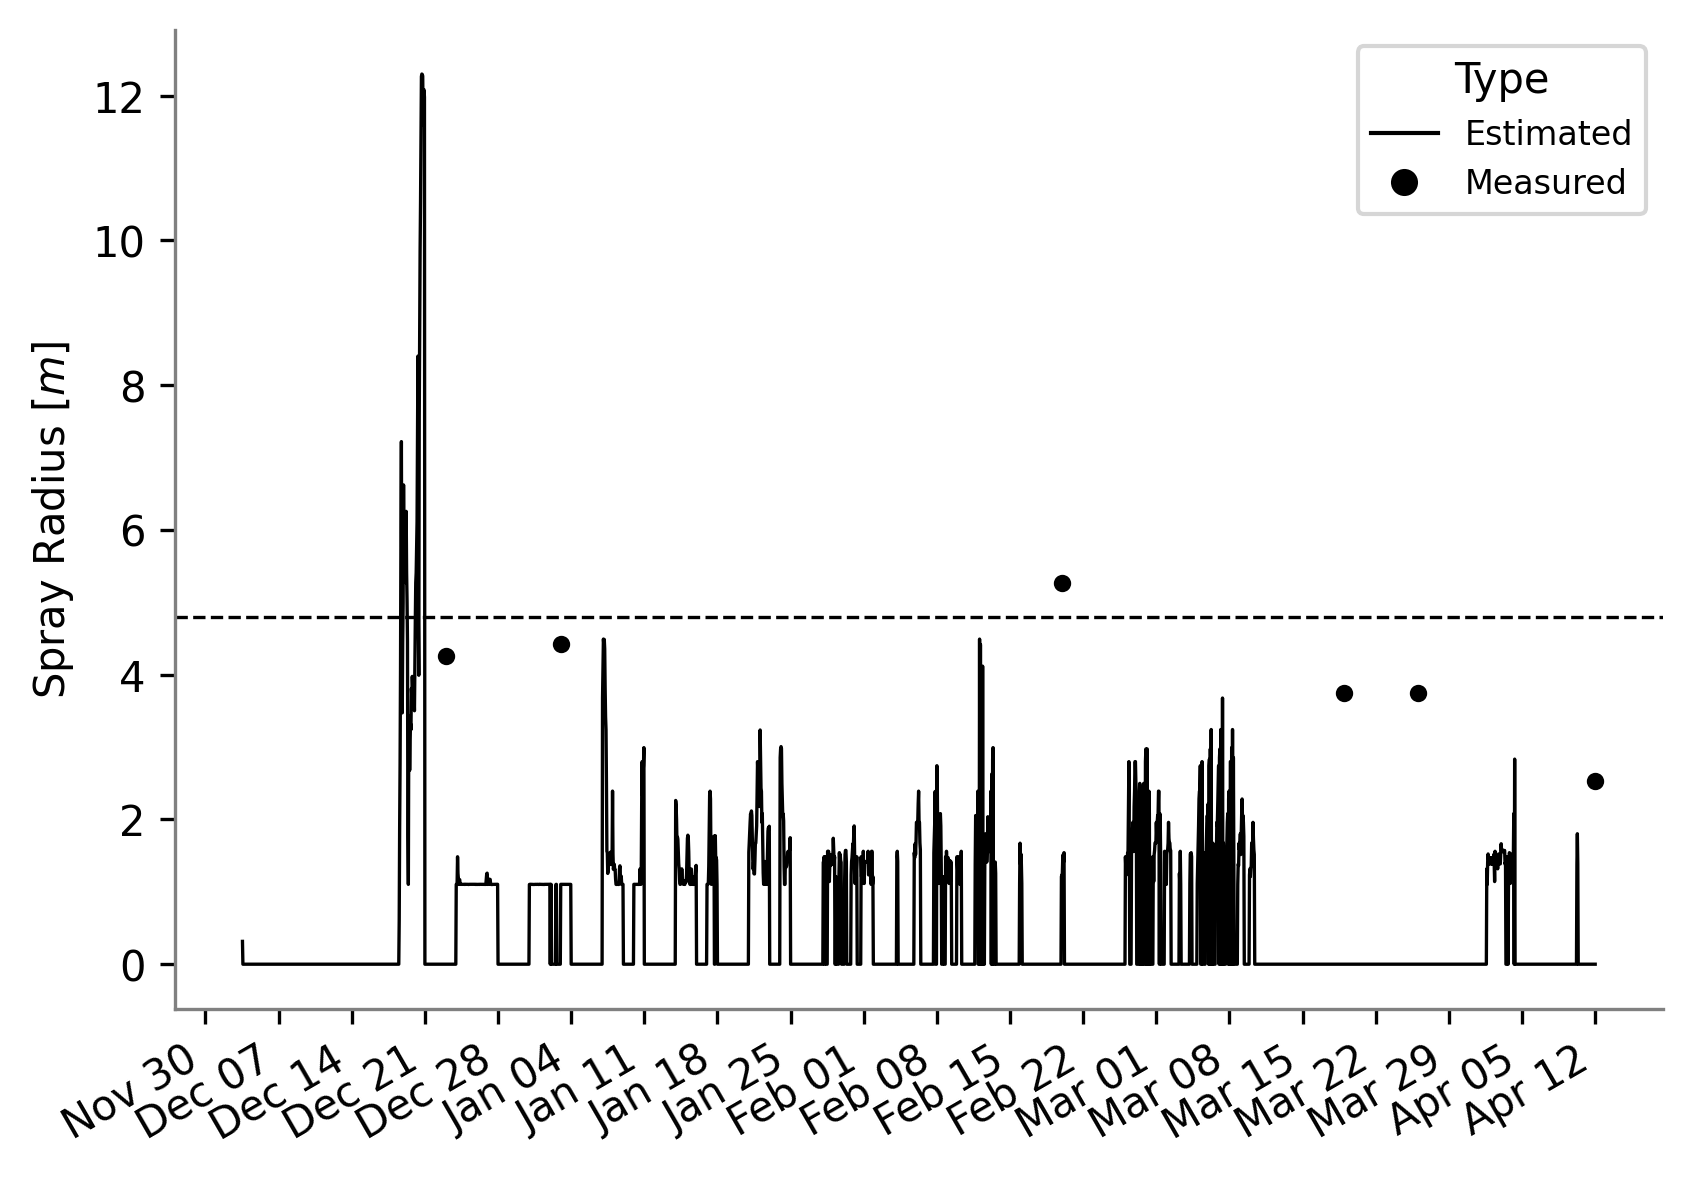 Type
Estimated
Measured
Spray Radius [m]
12
10
8
6
4
2
0
Nov 30
Dec 07
Dec 14
Dec 21
Dec 28
Jan 04
Jan 11
Jan 18
Jan 25
Feb 01
Feb 08
Feb 15
Feb 22
Mar 01
Mar 08
Mar 15
Mar 22
Mar 29
Apr 05
Apr 12